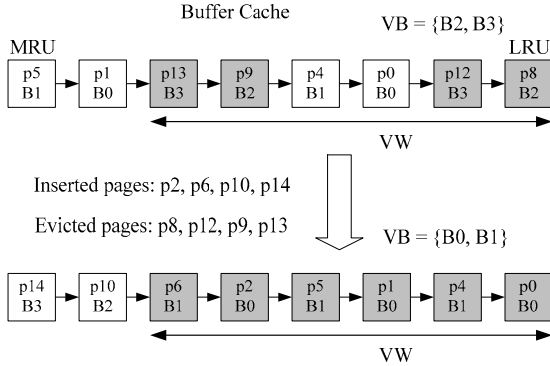 Buffer Cache
VB = {B2, B3}
MRU
LRU
p5 p1 p13 p9 p4 p0 p12 p8
B1 B0 B3 B2 B1 B0 B3 B2
VW
Inserted pages: p2, p6, p10, p14
Evicted pages: p8, p12, p9, p13
VB = {B0, B1}
p14 p10 p6 p2 p5 p1 p4 p0
B3 B2 B1 B0 B1 B0 B1 B0
VW